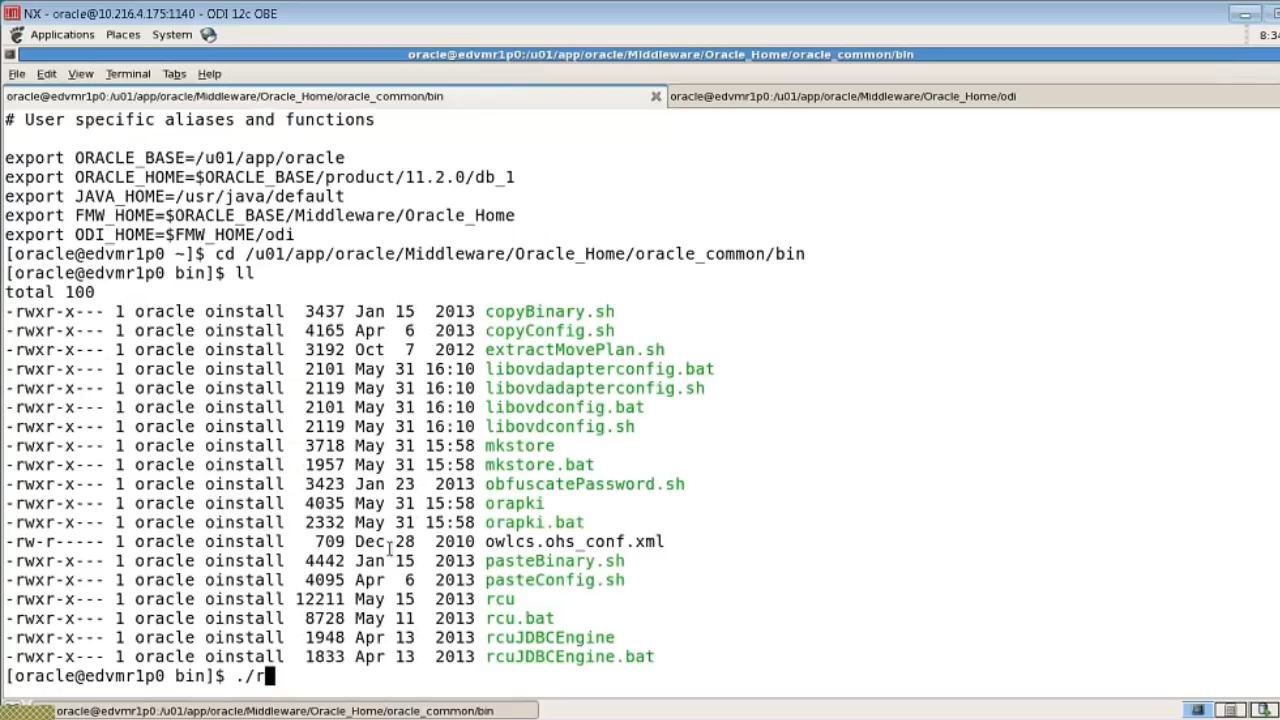 NX - oracle@10.216.4.175:1140 - ODI 12c OBE
Applications Places System
8:34
oracle@edvmr1p0:/u01/app/oracle/Middleware/Oracle_Home/oracle_common/bin
File Edit View Terminal Tabs Help
oracle@edvmr1p0:/u01/app/oracle/Middleware/Oracle_Home/oracle_common/bin
oracle@edvmr1p0:/u01/app/oracle/Middleware/Oracle_Home/odi
# User specific aliases and functions
export ORACLE_BASE=/u01/app/oracle
export ORACLE_HOME=$ORACLE_BASE/product/11.2.0/db_1
export JAVA_HOME=/usr/java/default
export FMW_HOME=$ORACLE_BASE/Middleware/Oracle_Home
export ODI_HOME=$FMW_HOME/odi
[oracle@edvmr1p0 ~]$ cd /u01/app/oracle/Middleware/Oracle_Home/oracle_common/bin
[oracle@edvmr1p0 bin]$ ll
total 100
-rwxr-x--- 1 oracle oinstall 3437 Jan 15 2013 copyBinary.sh
-rwxr-x--- 1 oracle oinstall 4165 Apr 6 2013 copyConfig.sh
-rwxr-x--- 1 oracle oinstall 3192 Oct 7 2012 extractMovePlan.sh
-rwxr-x--- 1 oracle oinstall 2101 May 31 16:10 libovdadapterconfig.bat
-rwxr-x--- 1 oracle oinstall 2119 May 31 16:10 libovdadapterconfig.sh
-rwxr-x--- 1 oracle oinstall 2101 May 31 16:10 libovdconfig.bat
-rwxr-x--- 1 oracle oinstall 2119 May 31 16:10 libovdconfig.sh
-rwxr-x--- 1 oracle oinstall 3718 May 31 15:58 mkstore
-rwxr-x--- 1 oracle oinstall 1957 May 31 15:58 mkstore.bat
-rwxr-x--- 1 oracle oinstall 3423 Jan 23 2013 obfuscatePassword.sh
-rwxr-x--- 1 oracle oinstall 4035 May 31 15:58 orapki
-rwxr-x--- 1 oracle oinstall 2332 May 31 15:58 orapki.bat
-rw-r----- 1 oracle oinstall 709 Dec 28 2010 owlcs.ohs_conf.xml
-rwxr-x--- 1 oracle oinstall 4442 Jan 15 2013 pasteBinary.sh
-rwxr-x--- 1 oracle oinstall 4095 Apr 6 2013 pasteConfig.sh
-rwxr-x--- 1 oracle oinstall 12211 May 15 2013 rcu
-rwxr-x--- 1 oracle oinstall 8728 May 11 2013 rcu.bat
-rwxr-x--- 1 oracle oinstall 1948 Apr 13 2013 rcuJDBCEngine
-rwxr-x--- 1 oracle oinstall 1833 Apr 13 2013 rcuJDBCEngine.bat
[oracle@edvmr1p0 bin]$ ./r
oracle@edvmr1p0:/u01/app/oracle/Middleware/Oracle_Home/oracle_common/bin